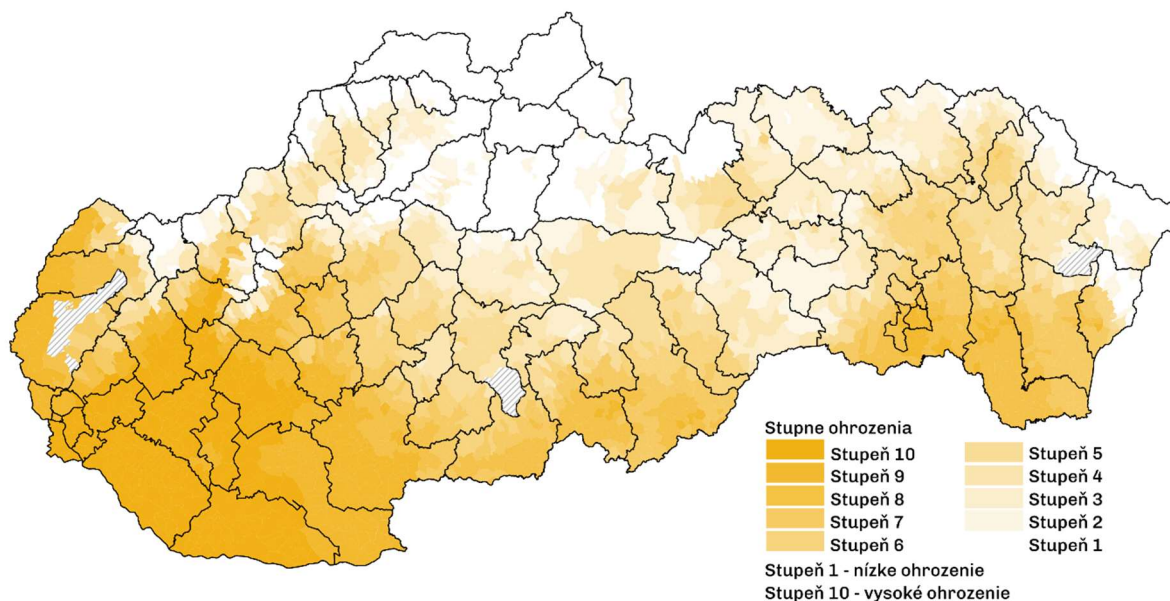 Stupne ohrozenia
Stupeň 10
Stupeň 9
Stupeň 8
Stupeň 7
Stupeň 6
Stupeň 5
Stupeň 4
Stupeň 3
Stupeň 2
Stupeň 1
Stupeň 1 - nízke ohrozenie
Stupeň 10 - vysoké ohrozenie